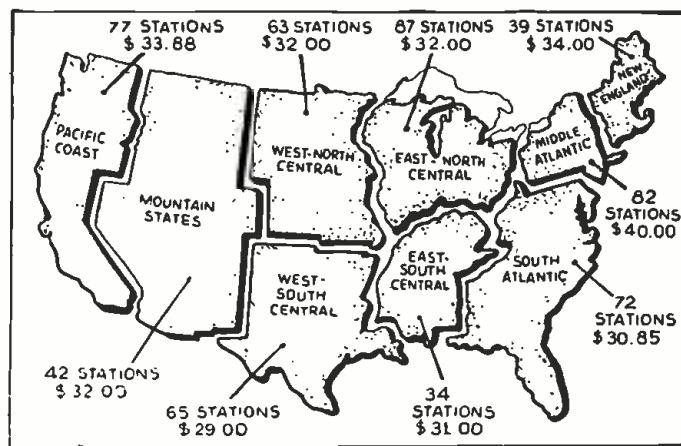 77 STATIONS
$ 33.88
63 STATIONS
$ 32.00
87 STATIONS
$ 32.00
39 STATIONS
$ 34.00
NEW
ENGLAND
PACIFIC
COAST
MOUNTAIN
STATES
WEST-NORTH
CENTRAL
EAST-NORTH
CENTRAL
MIDDLE
ATLANTIC
82
STATIONS
$ 40.00
WEST-
SOUTH
CENTRAL
EAST-
SOUTH
CENTRAL
SOUTH
ATLANTIC
72
STATIONS
$ 30.85
42 STATIONS
$ 32.00
65 STATIONS
$ 29.00
34
STATIONS
$ 31.00